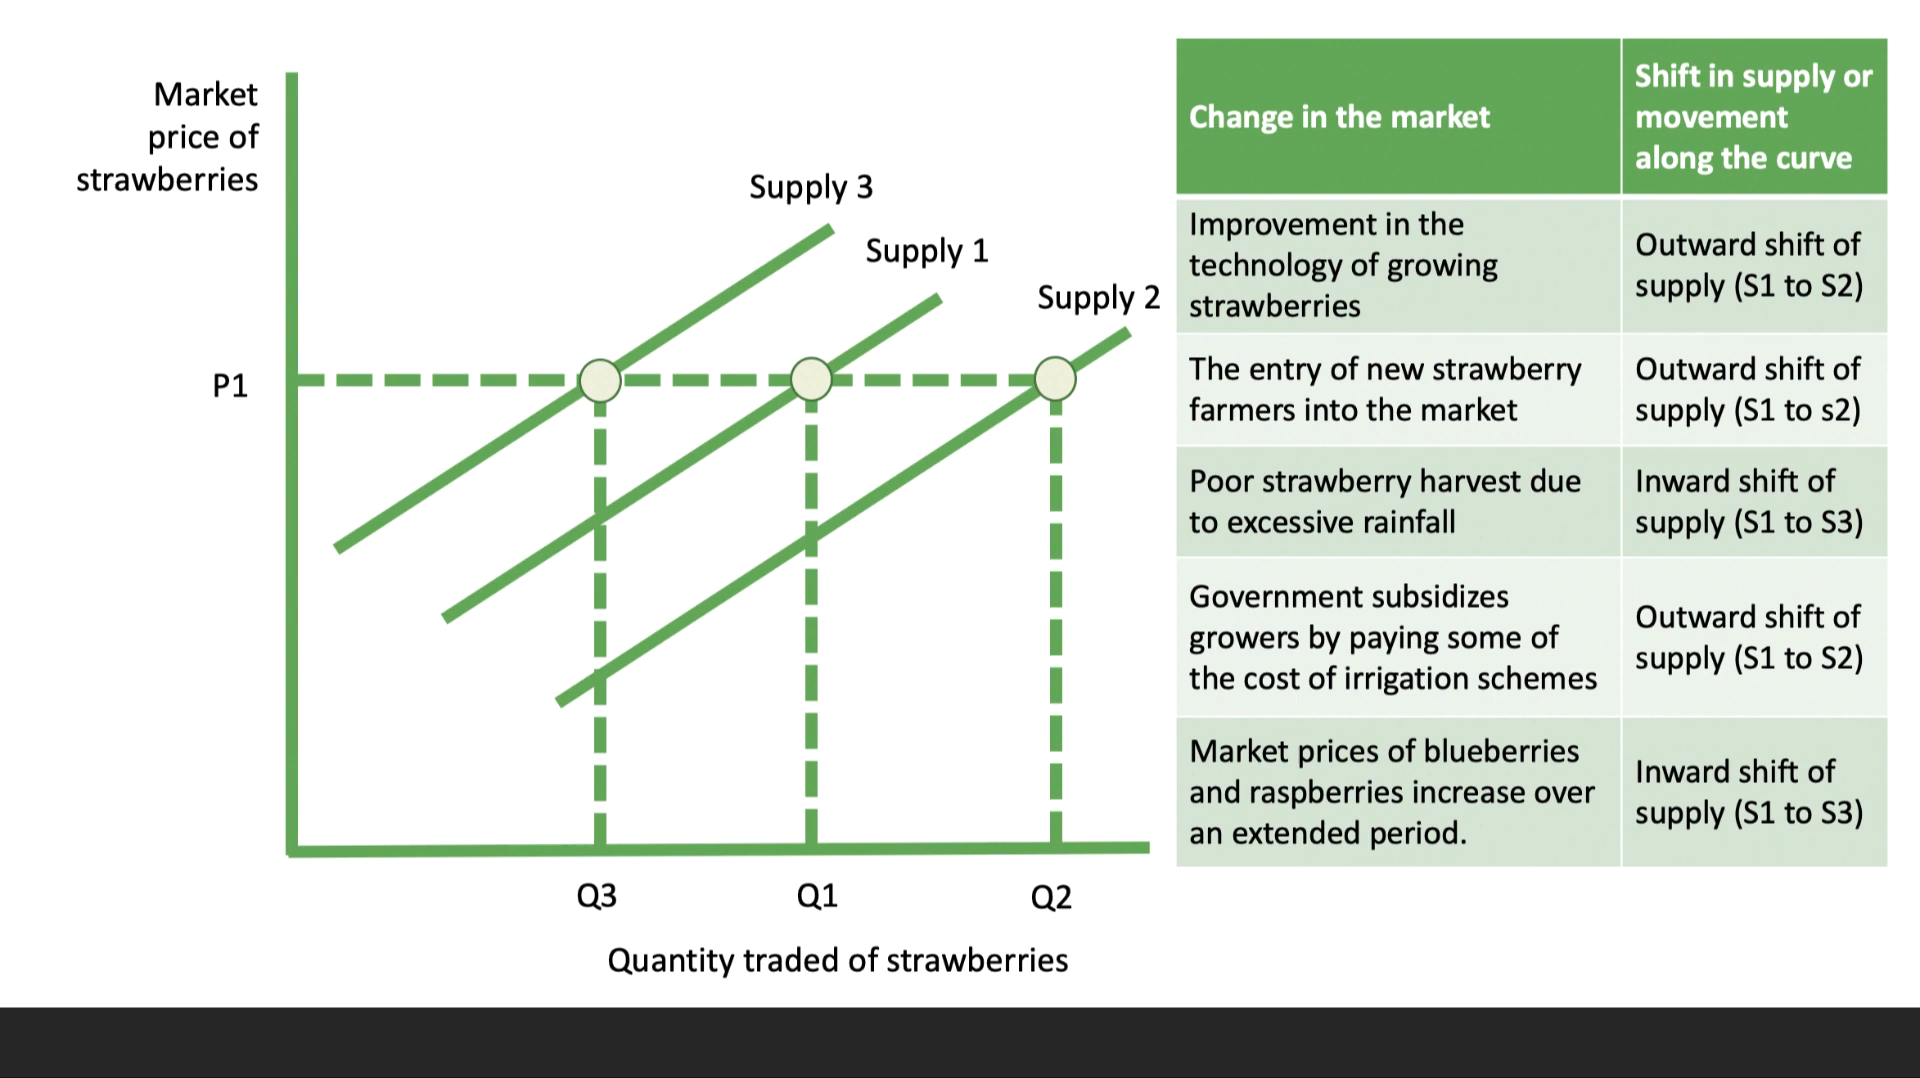 Market
price of
strawberries
Supply 3
Supply 1
Supply 2
P1
Q3
Q1
Q2
Quantity traded of strawberries
Change in the market
Shift in supply or
movement
along the curve
Improvement in the
technology of growing
strawberries
Outward shift of
supply (S1 to S2)
The entry of new strawberry
farmers into the market
Outward shift of
supply (S1 to s2)
Poor strawberry harvest due
to excessive rainfall
Inward shift of
supply (S1 to S3)
Government subsidizes
growers by paying some of
the cost of irrigation schemes
Outward shift of
supply (S1 to S2)
Market prices of blueberries
and raspberries increase over
an extended period.
Inward shift of
supply (S1 to S3)